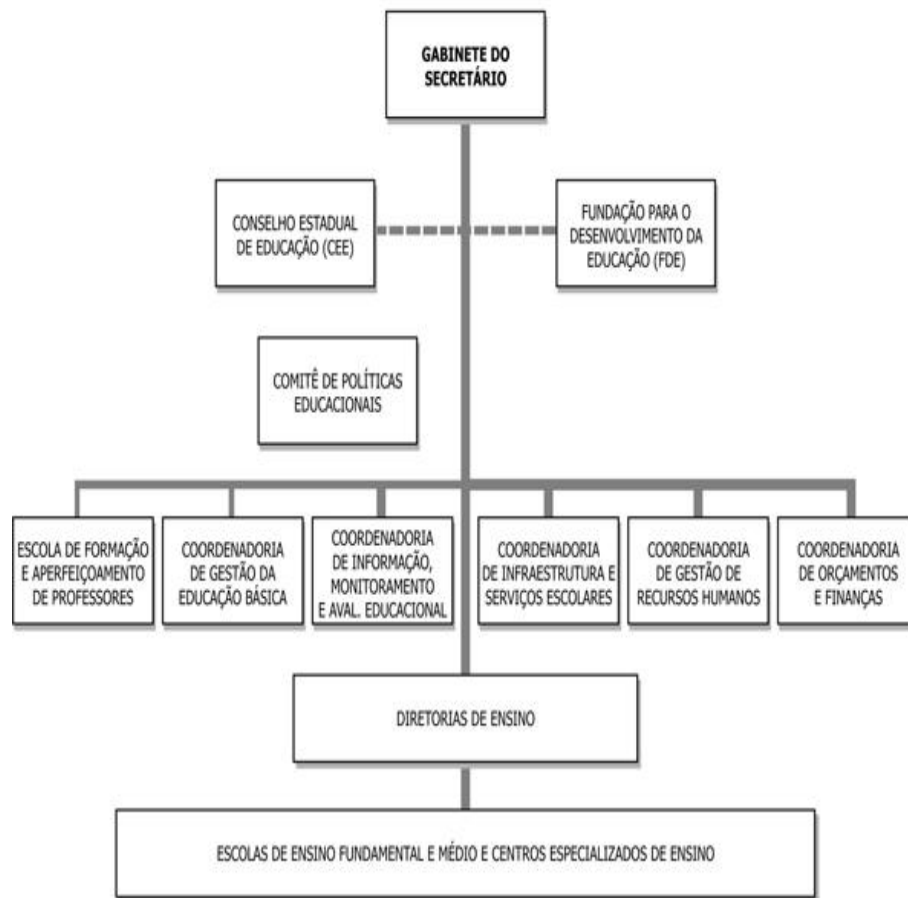 GABINETE DO
SECRETÁRIO
CONSELHO ESTADUAL
DE EDUCAÇÃO (CEE)
FUNDAÇÃO PARA O
DESENVOLVIMENTO DA
EDUCAÇÃO (FDE)
COMITÊ DE POLÍTICAS
EDUCACIONAIS
ESCOLA DE FORMAÇÃO
E APERFEIÇOAMENTO
DE PROFESSORES
COORDENADORIA
DE GESTÃO DA
EDUCAÇÃO BÁSICA
COORDENADORIA
DE INFORMAÇÃO,
MONITORAMENTO
E AVAL. EDUCACIONAL
COORDENADORIA
DE INFRAESTRUTURA E
SERVIÇOS ESCOLARES
COORDENADORIA
DE GESTÃO DE
RECURSOS HUMANOS
COORDENADORIA
DE ORÇAMENTOS
E FINANÇAS
DIRETORIAS DE ENSINO
ESCOLAS DE ENSINO FUNDAMENTAL E MÉDIO E CENTROS ESPECIALIZADOS DE ENSINO